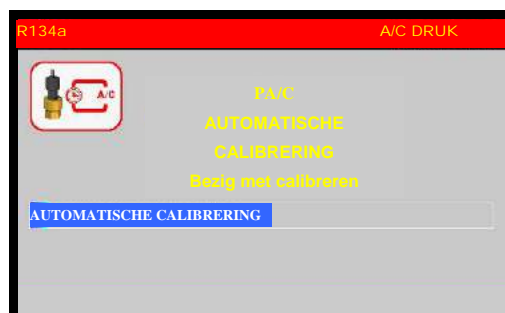 R134a A/C DRUK
A/C
PA/C
AUTOMATISCHE
CALIBRERING
Bezig met calibreren
AUTOMATISCHE CALIBRERING